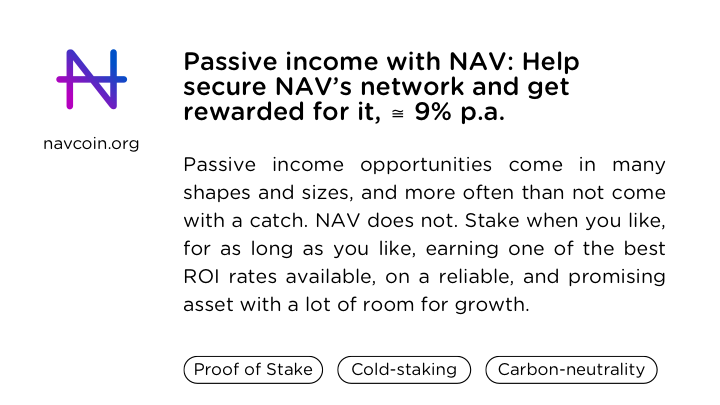 navcoin.org
Passive income with NAV: Help
secure NAV’s network and get
rewarded for it, ≅ 9% p.a.
Passive income opportunities come in many
shapes and sizes, and more often than not come
with a catch. NAV does not. Stake when you like,
for as long as you like, earning one of the best
ROI rates available, on a reliable, and promising
asset with a lot of room for growth.
Proof of Stake
Cold-staking
Carbon-neutrality